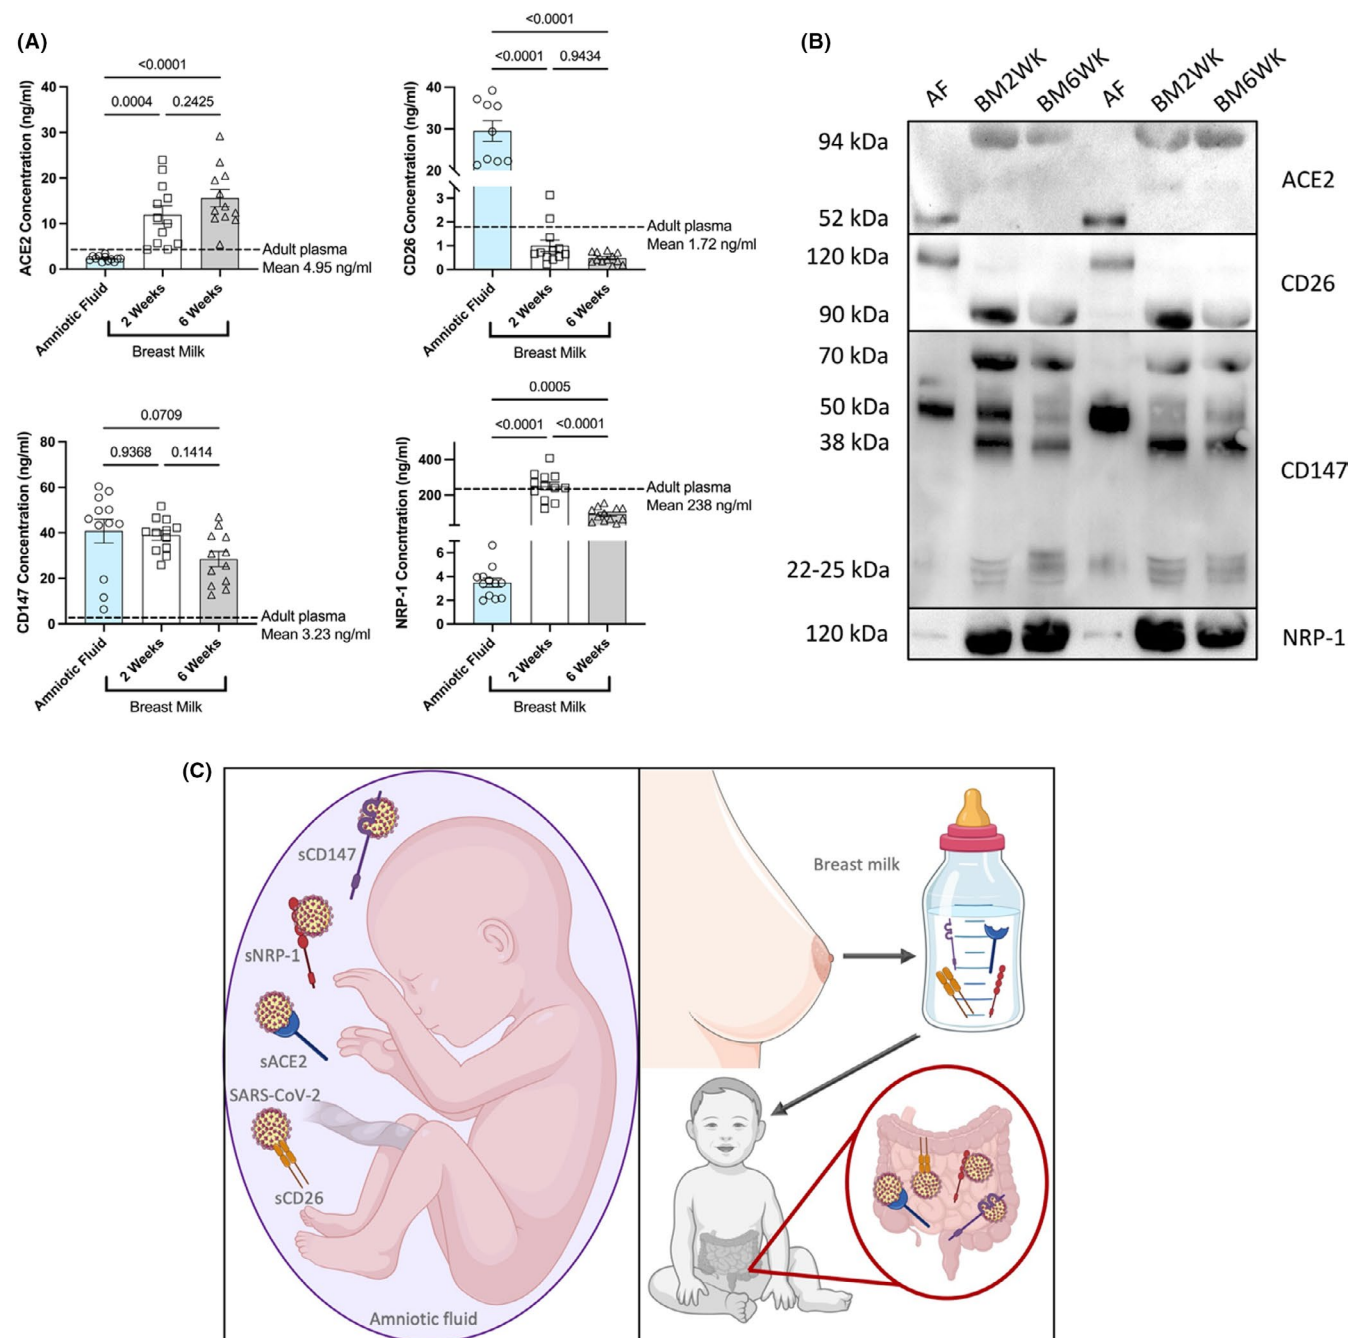 (A)
<0.0001
0.0004
0.2425
ACE2 Concentration (ng/ml)
40
30
20
10
0
Adult plasma
Mean 4.95 ng/ml
Amniotic Fluid
2 Weeks
6 Weeks
Breast Milk
<0.0001
<0.0001
0.9434
CD26 Concentration (ng/ml)
40
30
20
3
2
1
0
Adult plasma
Mean 1.72 ng/ml
Amniotic Fluid
2 Weeks
6 Weeks
Breast Milk
0.0709
0.9368
0.1414
CD147 Concentration (ng/ml)
80
60
40
20
0
Adult plasma
Mean 3.23 ng/ml
Amniotic Fluid
2 Weeks
6 Weeks
Breast Milk
0.0005
<0.0001
<0.0001
NRP-1 Concntration (ng/ml)
400
200
6
4
2
0
Adult plasma
Mean 238 ng/ml
Amniotic Fluid
2 Weeks
6 Weeks
Breast Milk
(B)
AF
BM2WK
BM6WK
AF
BM2WK
BM6WK
94 kDa
52 kDa
ACE2
120 kDa
90 kDa
CD26
70 kDa
50 kDa
38 kDa
22-25 kDa
CD147
120 kDa
NRP-1
(C)
sCD147
sNRP-1
sACE2
SARS-CoV-2
sCD26
Amniotic fluid
Breast milk